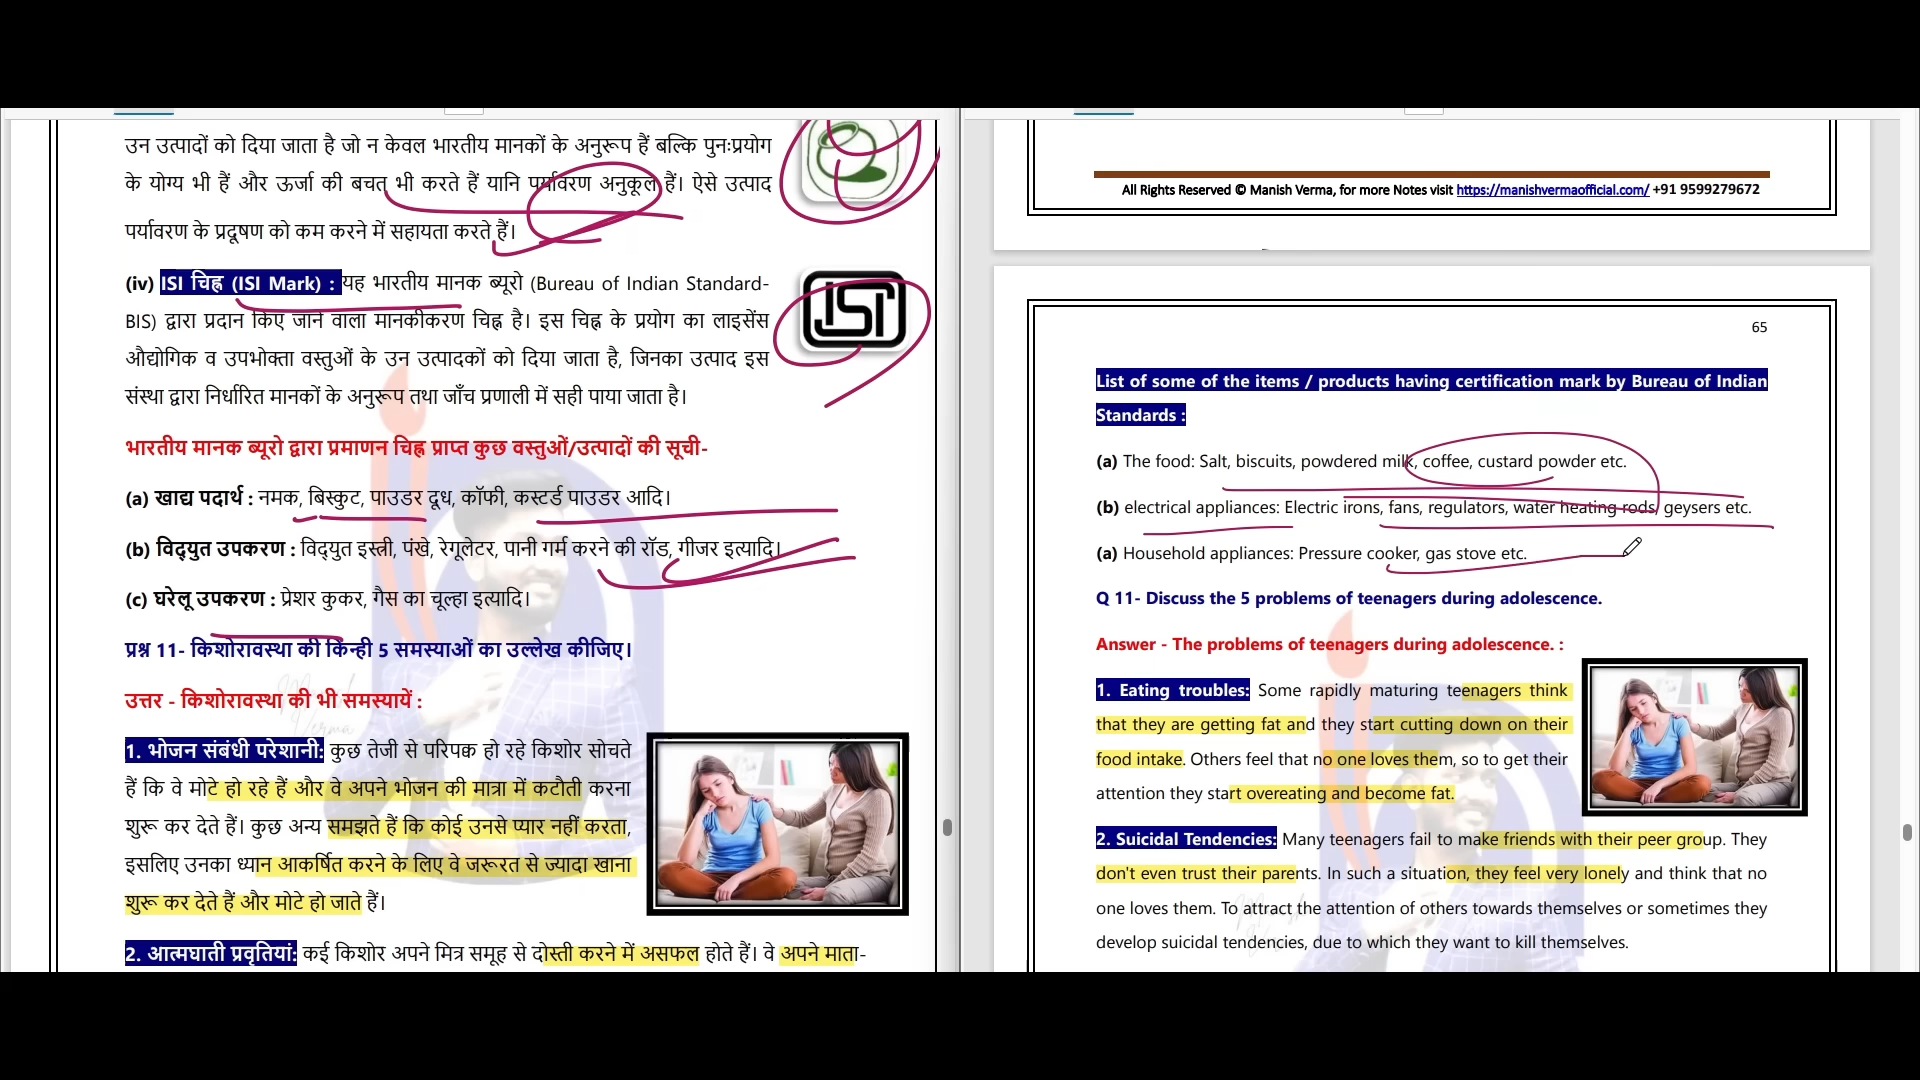 उन उत्पादों को दिया जाता है जो न केवल भारतीय मानकों के अनुरूप हैं बल्कि पुनःप्रयोग
के योग्य भी हैं और ऊर्जा की बचत भी करते हैं यानि पर्यावरण अनुकूल हैं। ऐसे उत्पाद
पर्यावरण के प्रदूषण को कम करने में सहायता करते हैं।
(iv) ISI चिह्न (ISI Mark) : यह भारतीय मानक ब्यूरो (Bureau of Indian Standard-
BIS) द्वारा प्रदान किए जाने वाला मानकीकरण चिह्न है। इस चिह्न के प्रयोग का लाइसेंस
औद्योगिक व उपभोक्ता वस्तुओं के उन उत्पादकों को दिया जाता है, जिनका उत्पाद इस
संस्था द्वारा निर्धारित मानकों के अनुरूप तथा जाँच प्रणाली में सही पाया जाता है।
ISI
भारतीय मानक ब्यूरो द्वारा प्रमाणन चिह्न प्राप्त कुछ वस्तुओं/उत्पादों की सूची-
(a) खाद्य पदार्थ : नमक, बिस्कुट, पाउडर दूध, कॉफी, कस्टर्ड पाउडर आदि।
(b) विद्युत उपकरण : विद्युत इस्त्री, पंखे, रेगूलेटर, पानी गर्म करने की रॉड, गीजर इत्यादि।
(c) घरेलू उपकरण : प्रेशर कुकर, गैस का चूल्हा इत्यादि।
प्रश्न 11- किशोरावस्था की किन्ही 5 समस्याओं का उल्लेख कीजिए।
उत्तर - किशोरावस्था की भी समस्यायें :
1. भोजन संबंधी परेशानी: कुछ तेजी से परिपक्व हो रहे किशोर सोचते
हैं कि वे मोटे हो रहे हैं और वे अपने भोजन की मात्रा में कटौती करना
शुरू कर देते हैं। कुछ अन्य समझते हैं कि कोई उनसे प्यार नहीं करता,
इसलिए उनका ध्यान आकर्षित करने के लिए वे जरूरत से ज्यादा खाना
शुरू कर देते हैं और मोटे हो जाते हैं।
2. आत्मघाती प्रवृतियां: कई किशोर अपने मित्र समूह से दोस्ती करने में असफल होते हैं। वे अपने माता-
All Rights Reserved © Manish Verma, for more Notes visit https://manishvermaofficial.com/ +91 9599279672
65
List of some of the items / products having certification mark by Bureau of Indian
Standards :
(a) The food: Salt, biscuits, powdered milk, coffee, custard powder etc.
(b) electrical appliances: Electric irons, fans, regulators, water heating rods, geysers etc.
(a) Household appliances: Pressure cooker, gas stove etc.
Q 11- Discuss the 5 problems of teenagers during adolescence.
Answer - The problems of teenagers during adolescence. :
1. Eating troubles: Some rapidly maturing teenagers think
that they are getting fat and they start cutting down on their
food intake. Others feel that no one loves them, so to get their
attention they start overeating and become fat.
2. Suicidal Tendencies: Many teenagers fail to make friends with their peer group. They
don't even trust their parents. In such a situation, they feel very lonely and think that no
one loves them. To attract the attention of others towards themselves or sometimes they
develop suicidal tendencies, due to which they want to kill themselves.